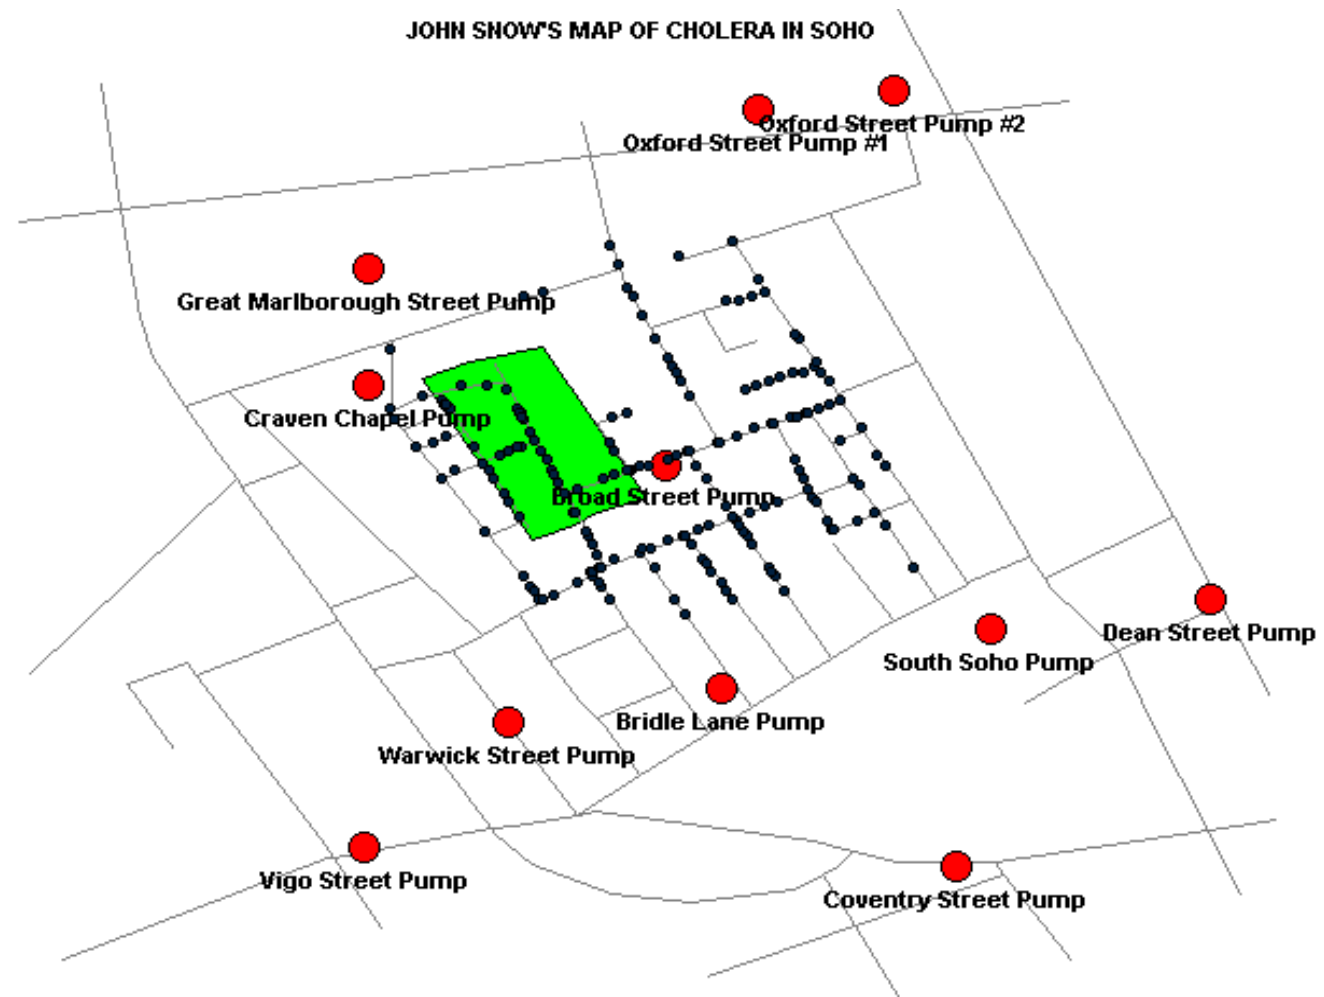 JOHN SNOW'S MAP OF CHOLERA IN SOHO
Oxford Street Pump #2
Oxford Street Pump #1
Great Marlborough Street Pump
Craven Chapel Pump
Broad Street Pump
Dean Street Pump
South Soho Pump
Bridle Lane Pump
Warwick Street Pump
Vigo Street Pump
Coventry Street Pump